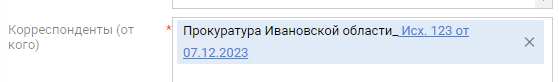 Корреспонденты (от кого) *
Прокуратура Ивановской области_ Исх. 123 от
07.12.2023